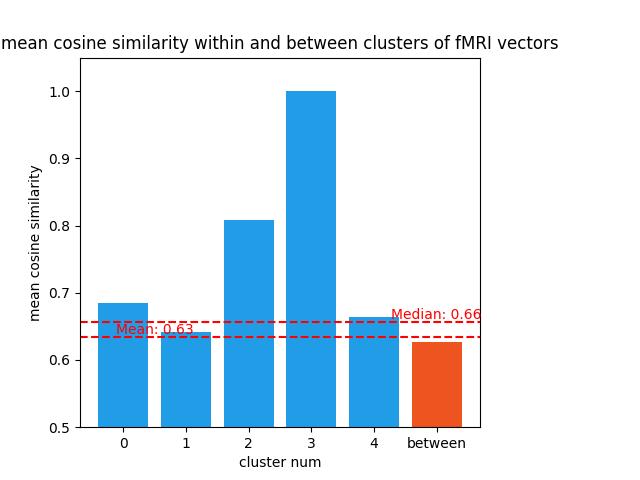 mean cosine similarity within and between clusters of fMRI vectors
1.0
0.9
0.8
0.7
0.6
0.5
mean cosine similarity
Median: 0.66
Mean: 0.63
0 1 2 3 4 between
cluster num